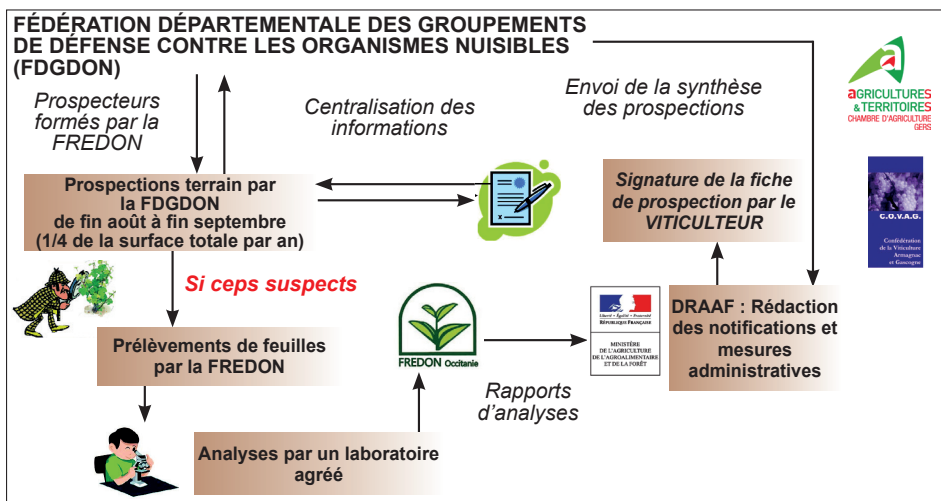 FÉDÉRATION DÉPARTEMENTALE DES GROUPEMENTS
DE DÉFENSE CONTRE LES ORGANISMES NUISIBLES
(FDGDON)
Prospecteurs
formés par la
FREDON
Centralisation des
informations
Envoi de la synthèse
des prospections
aGRICULTURES
& TERRITOIRES
CHAMBRE D'AGRICULTURE
GERS
Prospections terrain par
la FDGDON
de fin août à fin septembre
(1/4 de la surface totale par an)
Signature de la fiche
de prospection par le
VITICULTEUR
C.O.V.A.G.
Confédération
de la Viticulture
Armagnac
et Gascogne
Si ceps suspects
Prélèvements de feuilles
par la FREDON
FREDON Occitanie
Liberté • Égalité • Fraternité
RÉPUBLIQUE FRANÇAISE
MINISTÈRE
DE L'AGRICULTURE
DE L'AGROALIMENTAIRE
ET DE LA FORÊT
DRAAF : Rédaction
des notifications et
mesures
administratives
Rapports
d'analyses
Analyses par un laboratoire
agréé